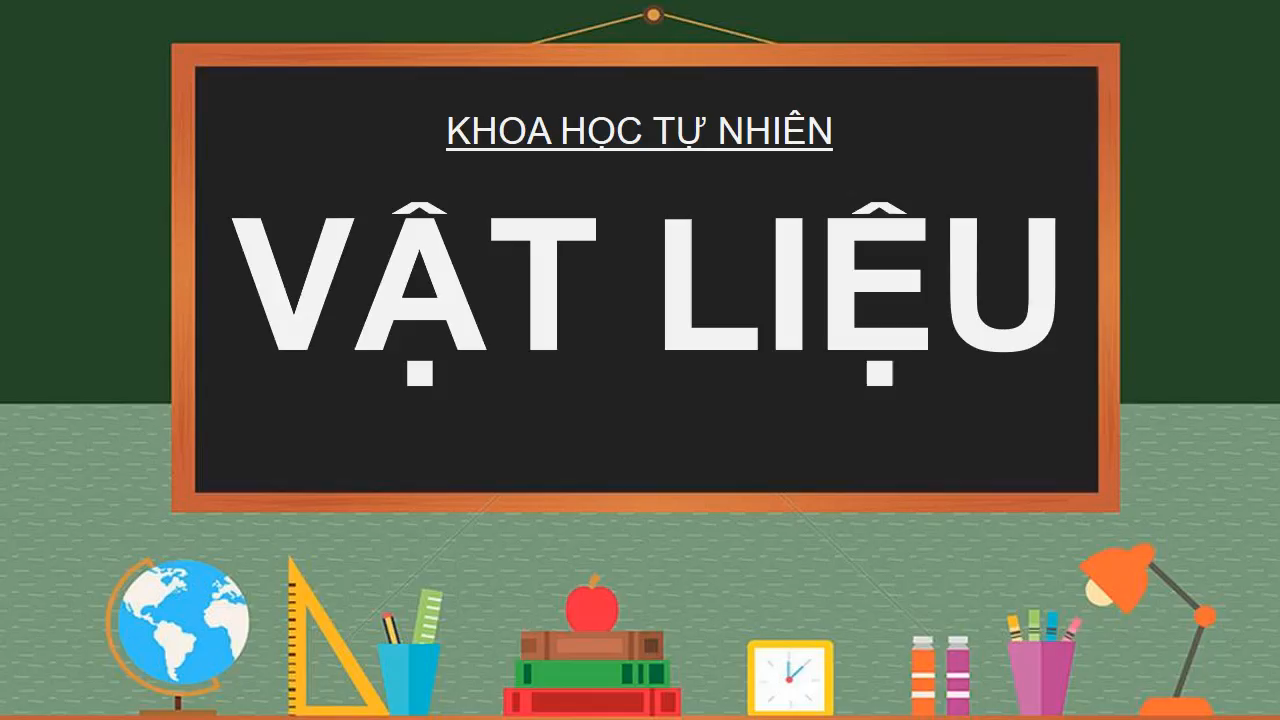 KHOA HỌC TỰ NHIÊN
VẬT LIỆU